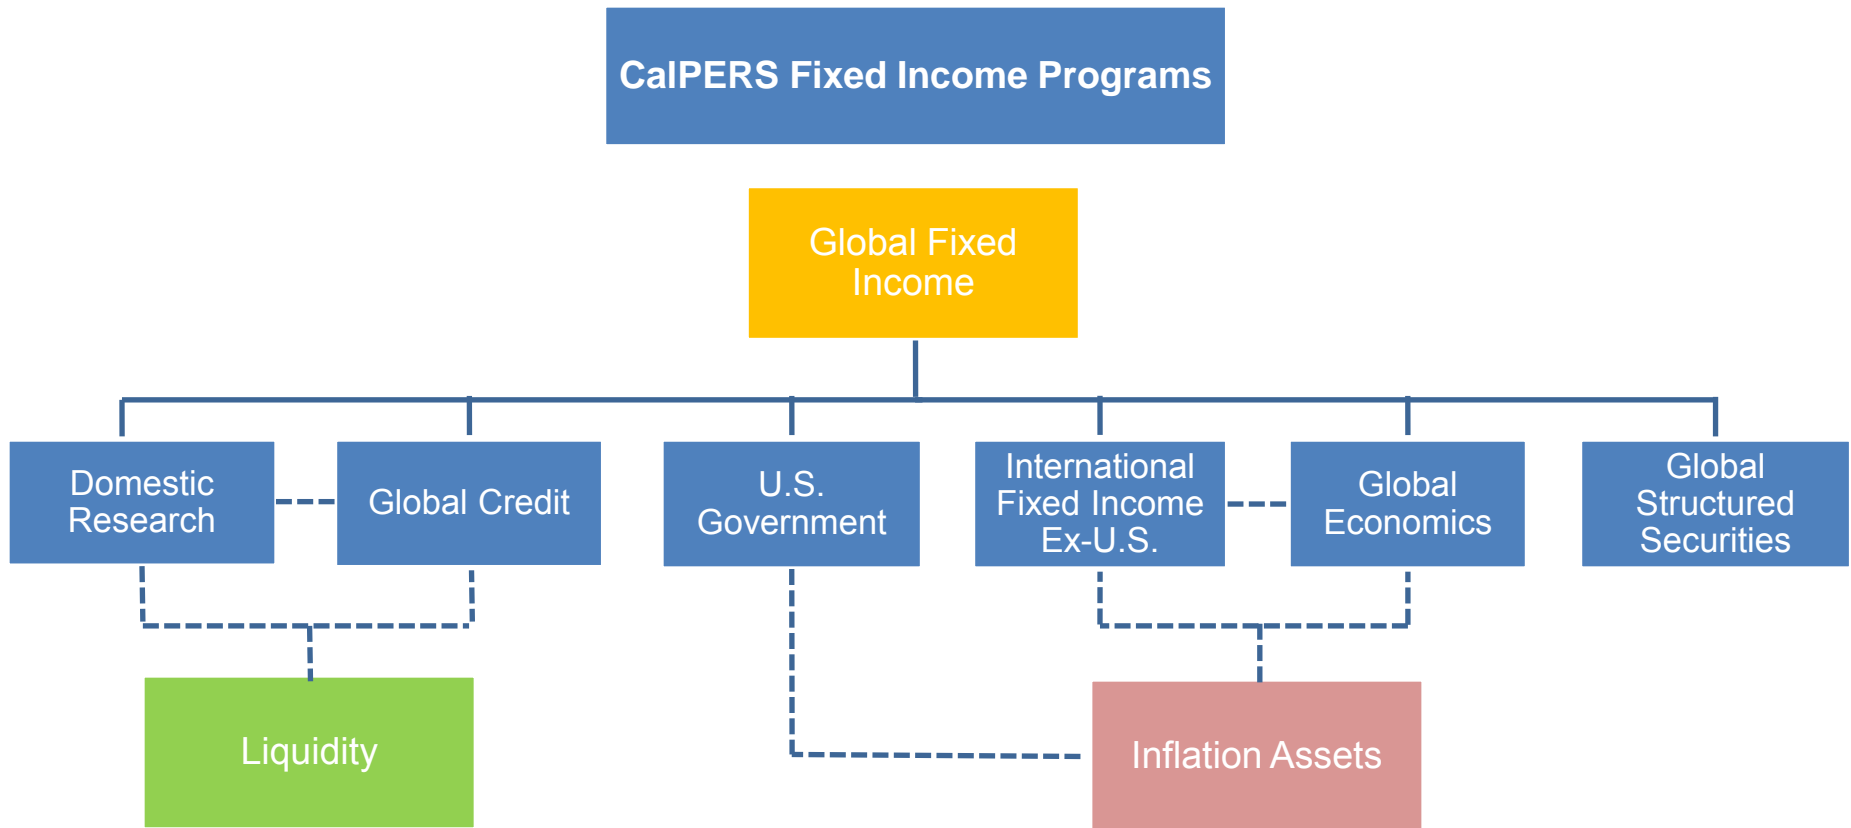 CalPERS Fixed Income Programs
Global Fixed
Income
Domestic
Research
Global Credit
U.S.
Government
International
Fixed Income
Ex-U.S.
Global
Economics
Global
Structured
Securities
Liquidity
Inflation Assets